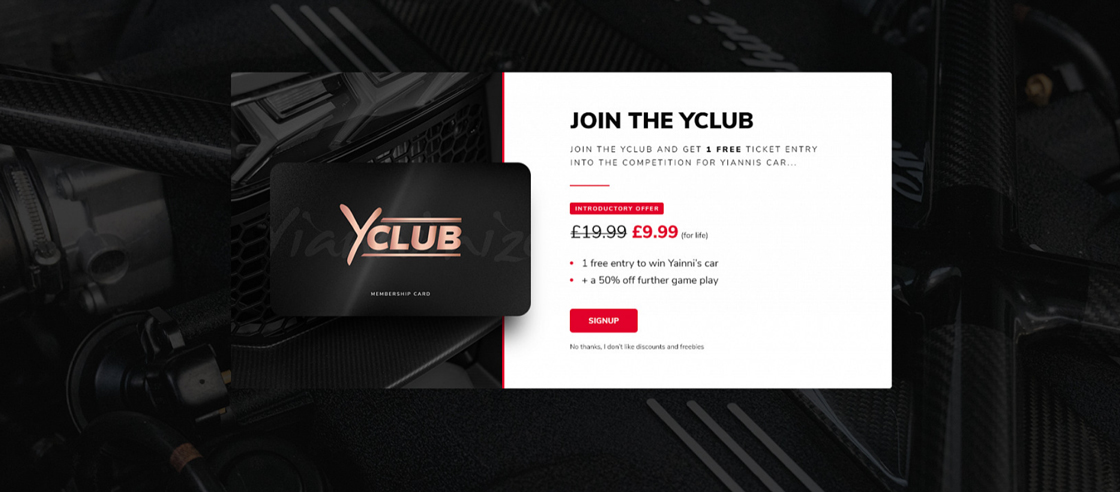 JOIN THE YCLUB
JOIN THE YCLUB AND GET 1 FREE TICKET ENTRY
INTO THE COMPETITION FOR YIANNIS CAR...
INTRODUCTORY OFFER
£19.99 £9.99 (for life)
• 1 free entry to win Yainni's car
• + a 50% off further game play
SIGNUP
No thanks, I don't like discounts and freebies
YCLUB
MEMBERSHIP CARD